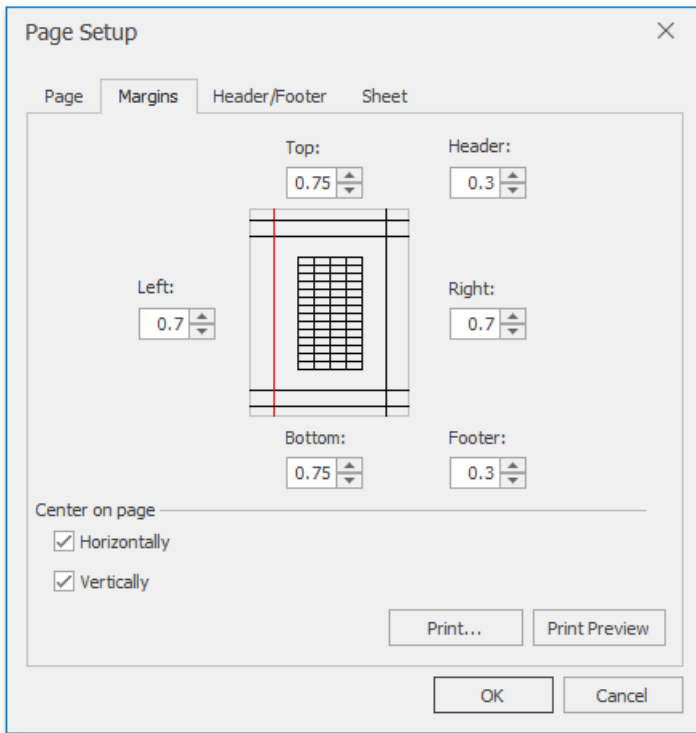 Page Setup
Page Margins Header/Footer Sheet
Top: Header:
0.75 0.3
Left: Right:
0.7 0.7
Bottom: Footer:
0.75 0.3
Center on page
Horizontally
Vertically
Print... Print Preview
OK Cancel